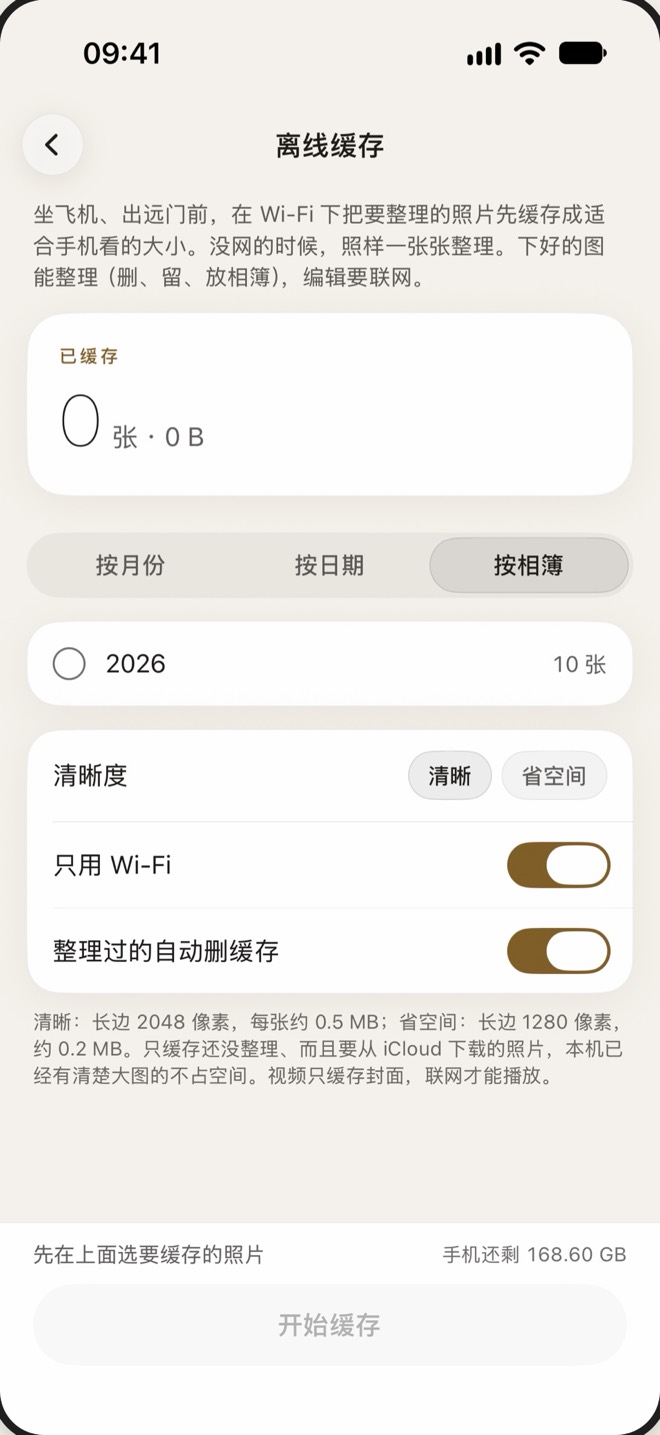 09:41
离线缓存
坐飞机、出远门前，在 Wi-Fi 下把要整理的照片先缓存成适
合手机看的大小。没网的时候，照样一张张整理。下好的图
能整理（删、留、放相簿），编辑要联网。
已缓存
0 张 · 0 B
按月份 按日期 按相簿
2026 10 张
清晰度 清晰 省空间
只用 Wi-Fi
整理过的自动删缓存
清晰：长边 2048 像素，每张约 0.5 MB；省空间：长边 1280 像素，
约 0.2 MB。只缓存还没整理、而且要从 iCloud 下载的照片，本机已
经有清楚大图的不占空间。视频只缓存封面，联网才能播放。
先在上面选要缓存的照片 手机还剩 168.60 GB
开始缓存